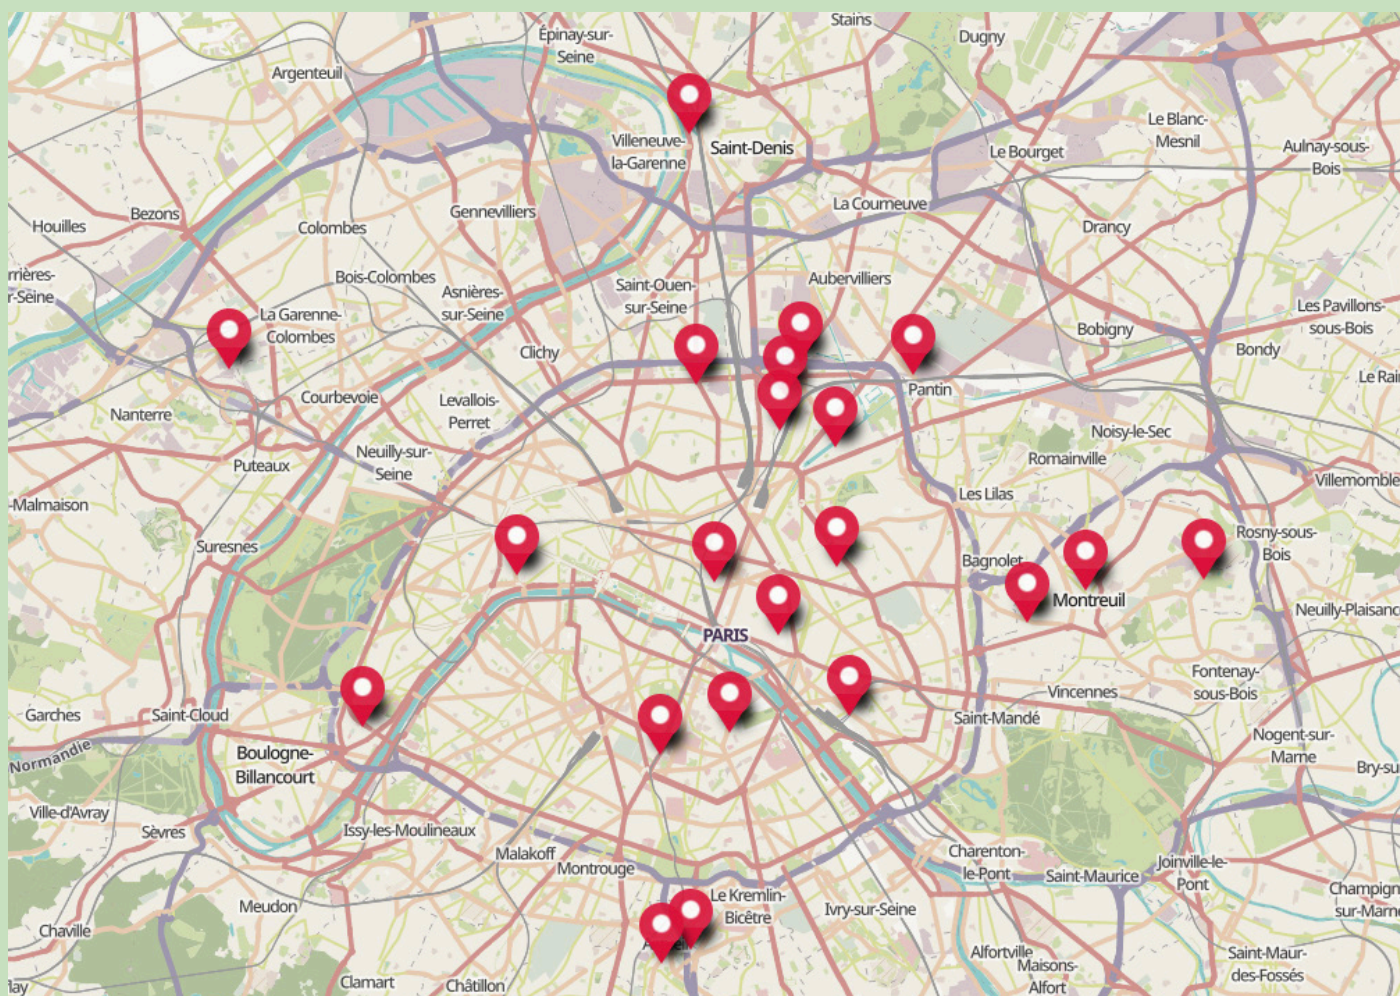 Stains
Épinay-sur-
Seine
Dugny
Argenteuil
Le Blanc-
Mesnil
Villeneuve-
la-Garenne
Saint-Denis
Le Bourget
Aulnay-sous-
Bois
Bezons
Gennevilliers
La Courneuve
Houilles
Colombes
Drancy
rrières-
r-Seine
Bois-Colombes
Asnières-
sur-Seine
Saint-Ouen-
sur-Seine
Aubervilliers
La Garenne-
Colombes
Les Pavillons-
sous-Bois
Bobigny
Clichy
Bondy
Le Rai
Courbevoie
Levallois-
Perret
Pantin
Nanterre
Noisy-le-Sec
Puteaux
Neuilly-sur-
Seine
Romainville
Villemomble
-Malmaison
Les Lilas
Suresnes
Rosny-sous-
Bois
Bagnolet
Montreuil
Neuilly-Plaisanc
PARIS
Fontenay-
sous-Bois
Vincennes
Garches
Saint-Cloud
Saint-Mandé
Normandie
Boulogne-
Billancourt
Nogent-sur-
Marne
Bry-su
Ville-d'Avray
Sèvres
Issy-les-Moulineaux
Malakoff
Montrouge
Charenton-
le-Pont
Saint-Maurice
Joinville-le-
Pont
Le Kremlin-
Bicêtre
Ivry-sur-Seine
Champign
sur-Marn
Meudon
Chaville
Alfortville
Maisons-
Alfort
Saint-Maur-
des-Fossés
Clamart
Châtillon
lay